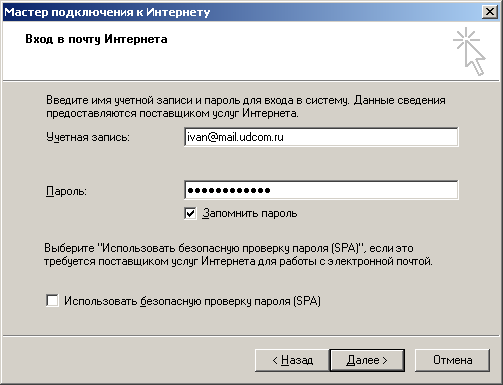 Мастер подключения к Интернету
Вход в почту Интернета
Введите имя учетной записи и пароль для входа в систему. Данные сведения
предоставляются поставщиком услуг Интернета.
Учетная запись: ivan@mail.udcom.ru
Пароль: ●●●●●●●●●●●●
Запомнить пароль
Выберите "Использовать безопасную проверку пароля (SPA)", если это
требуется поставщиком услуг Интернета для работы с электронной почтой.
Использовать безопасную проверку пароля (SPA)
< Назад Далее > Отмена